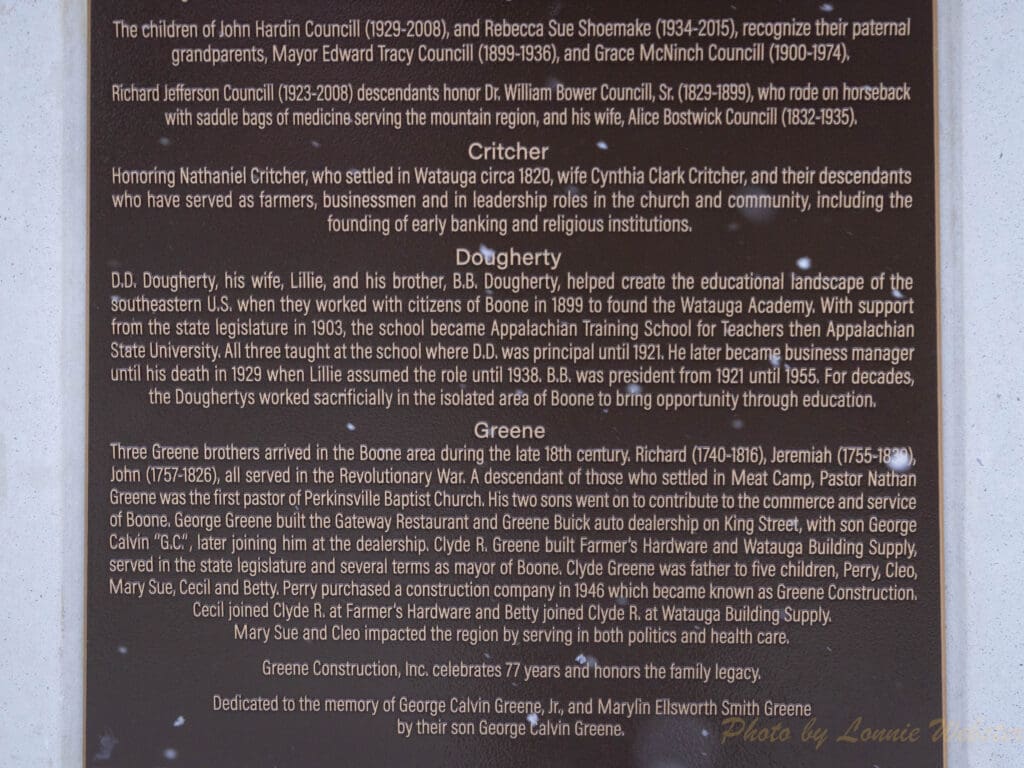 The children of John Hardin Councill (1929-2008), and Rebecca Sue Shoemake (1934-2015), recognize their paternal
grandparents, Mayor Edward Tracy Councill (1899-1936), and Grace McNinch Councill (1900-1974).
Richard Jefferson Councill (1923-2008) descendants honor Dr. William Bower Councill, Sr. (1829-1899), who rode on horseback
with saddle bags of medicine serving the mountain region, and his wife, Alice Bostwick Councill (1832-1935).
Critcher
Honoring Nathaniel Critcher, who settled in Watauga circa 1820, wife Cynthia Clark Critcher, and their descendants
who have served as farmers, businessmen and in leadership roles in the church and community, including the
founding of early banking and religious institutions.
Dougherty
D.D. Dougherty, his wife, Lillie, and his brother, B.B. Dougherty, helped create the educational landscape of the
southeastern U.S. when they worked with citizens of Boone in 1899 to found the Watauga Academy. With support
from the state legislature in 1903, the school became Appalachian Training School for Teachers then Appalachian
State University. All three taught at the school where D.D. was principal until 1921. He later became business manager
until his death in 1929 when Lillie assumed the role until 1938. B.B. was president from 1921 until 1955. For decades,
the Doughertys worked sacrificially in the isolated area of Boone to bring opportunity through education.
Greene
Three Greene brothers arrived in the Boone area during the late 18th century. Richard (1740-1816), Jeremiah
John (1757-1826), all served in the Revolutionary War. A descendant of those who settled in Meat Camp, Pastor Nathan
Greene was the first pastor of Perkinsville Baptist Church. His two sons went on to contribute to the commerce and service
of Boone. George Greene built the Gateway Restaurant and Greene Buick auto dealership on King Street, with son George
Calvin "G.C.", later joining him at the dealership. Clyde R. Greene built Farmer's Hardware and Watauga Building Supply,
served in the state legislature and several terms as mayor of Boone. Clyde Greene was father to five children, Perry, Cleo,
Mary Sue, Cecil and Betty. Perry purchased a construction company in 1946 which became known as Greene Construction.
Cecil joined Clyde R. at Farmer's Hardware and Betty joined Clyde R. at Watauga Building Supply.
Mary Sue and Cleo impacted the region by serving in both politics and health care.
Greene Construction, Inc. celebrates 77 years and honors the family legacy.
Dedicated to the memory of George Calvin Greene, Jr., and Marylin Ellsworth Smith Greene
by their son George Calvin Greene.
Photo by Lonnie Webster